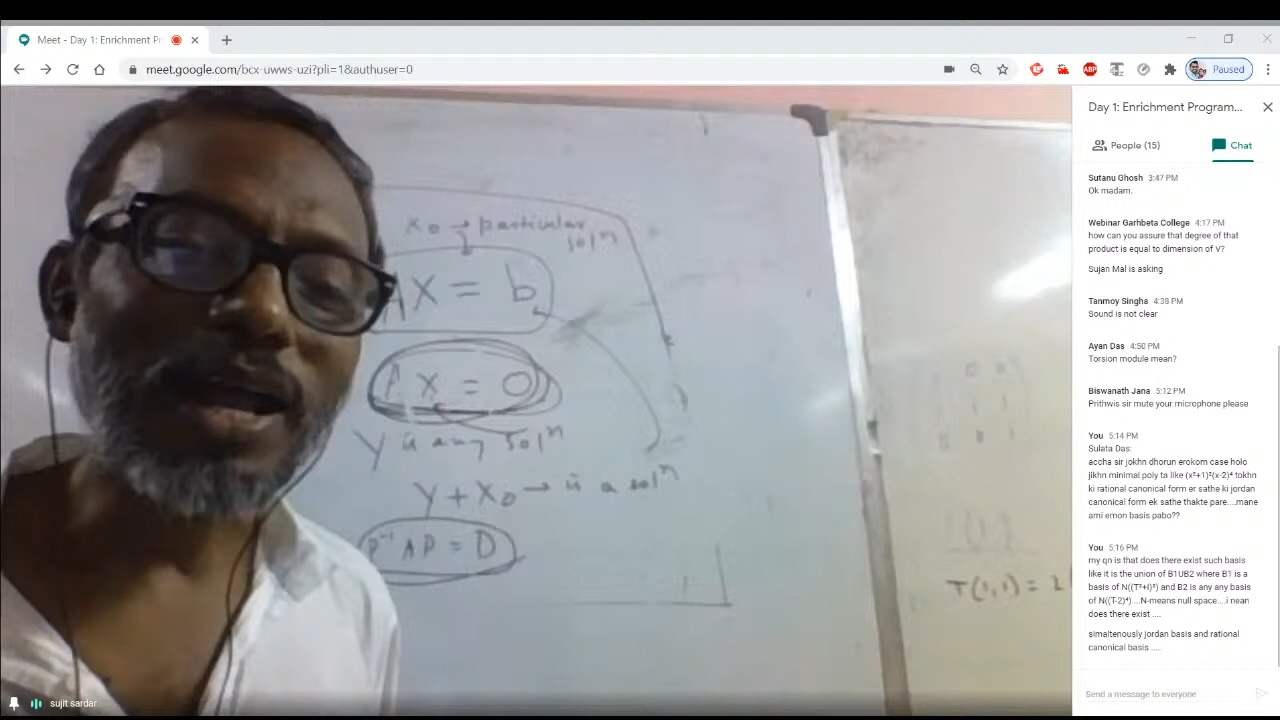 Meet - Day 1: Enrichment Pr
meet.google.com/bcx-uwws-uzi?pli=1&authuser=0
ABP
Paused
x₀ → particular
solⁿ
AX = b
AX = 0
Y is any solⁿ
Y + X₀ → is a solⁿ
P⁻¹AP = D
T(1,1) = 2
sujit sardar
Day 1: Enrichment Program...
People (15)
Chat
Sutanu Ghosh 3:47 PM
Ok madam.
Webinar Garhbeta College 4:17 PM
how can you assure that degree of that
product is equal to dimension of V?
Sujan Mal is asking
Tanmoy Singha 4:38 PM
Sound is not clear
Ayan Das 4:50 PM
Torsion module mean?
Biswanath Jana 5:12 PM
Prithwis sir mute your microphone please
You 5:14 PM
Sulata Das:
accha sir jokhn dhorun erokom case holo
jikhn minimal poly ta like (x²+1)³(x-2)⁴ tokhn
ki rational canonical form er sathe ki jordan
canonical form ek sathe thakte pare....mane
ami emon basis pabo??
You 5:16 PM
my qn is that does there exist such basis
like it is the union of B1UB2 where B1 is a
basis of N((T²+I)³) and B2 is any any basis
of N((T-2)⁴)....N-means null space....i nean
does there exist ....
simaltenously jordan basis and rational
canonical basis .....
Send a message to everyone